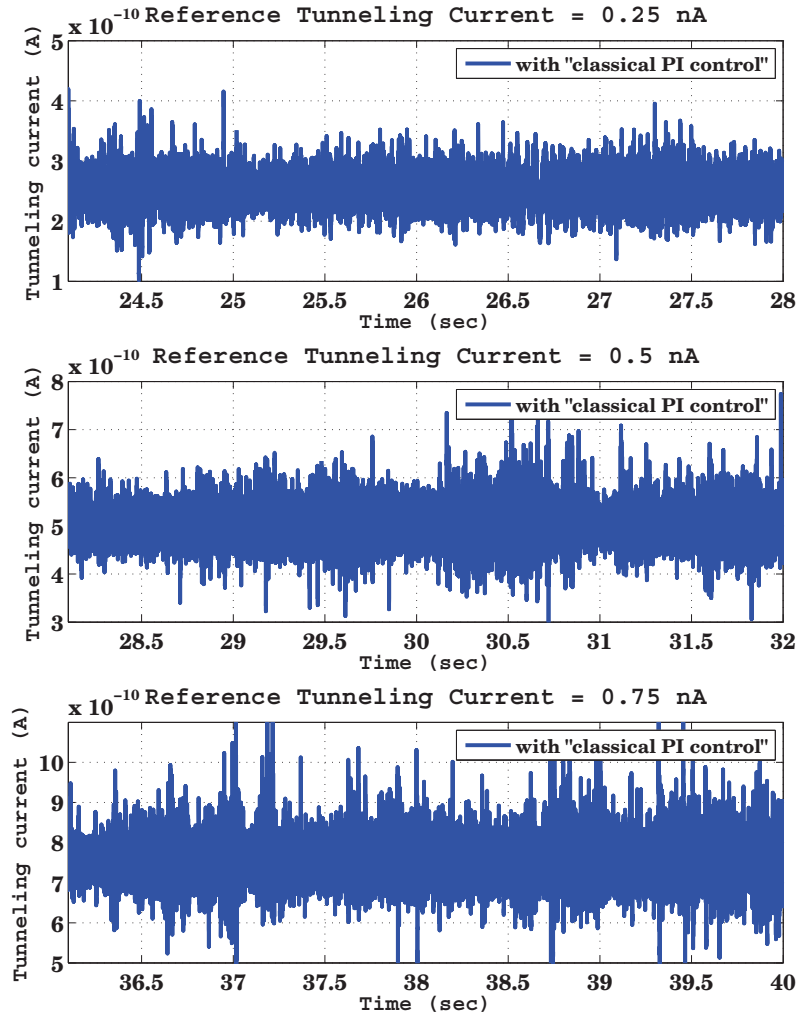 Reference Tunneling Current = 0.25 nA
x 10⁻¹⁰
Tunneling current (A)
5
4
3
2
1
with "classical PI control"
24.5 25 25.5 26 26.5 27 27.5 28
Time (sec)
x 10⁻¹⁰ Reference Tunneling Current = 0.5 nA
Tunneling current (A)
8
7
6
5
4
3
with "classical PI control"
28.5 29 29.5 30 30.5 31 31.5 32
Time (sec)
x 10⁻¹⁰ Reference Tunneling Current = 0.75 nA
Tunneling current (A)
10
9
8
7
6
5
with "classical PI control"
36.5 37 37.5 38 38.5 39 39.5 40
Time (sec)